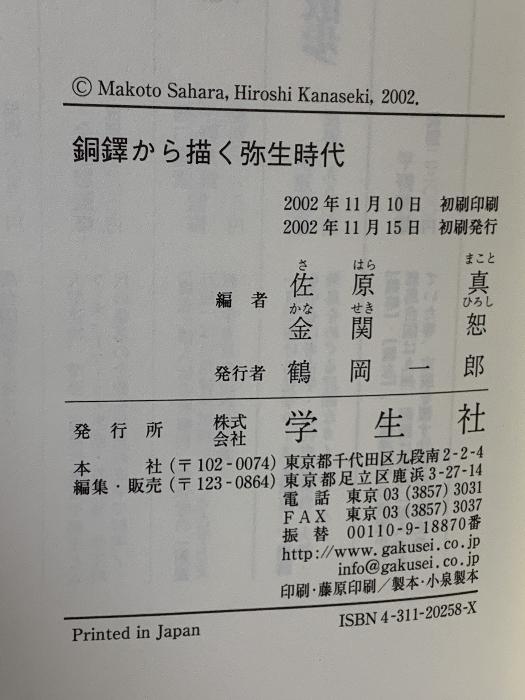 © Makoto Sahara, Hiroshi Kanaseki, 2002.
銅鐸から描く弥生時代
2002年11月10日 初刷印刷
2002年11月15日 初刷発行
さ はら まこと
編者 佐原 真
かな せき ひろし
金関 恕
発行者 鶴岡一郎
発行所 株式会社 学生社
本社(〒102-0074)東京都千代田区九段南2-2-4
編集・販売(〒123-0864)東京都足立区鹿浜3-27-14
電話 東京03(3857)3031
FAX 東京03(3857)3037
振替 00110-9-18870番
http://www.gakusei.co.jp
info@gakusei.co.jp
印刷・藤原印刷/製本・小泉製本
Printed in Japan ISBN4-311-20258-X